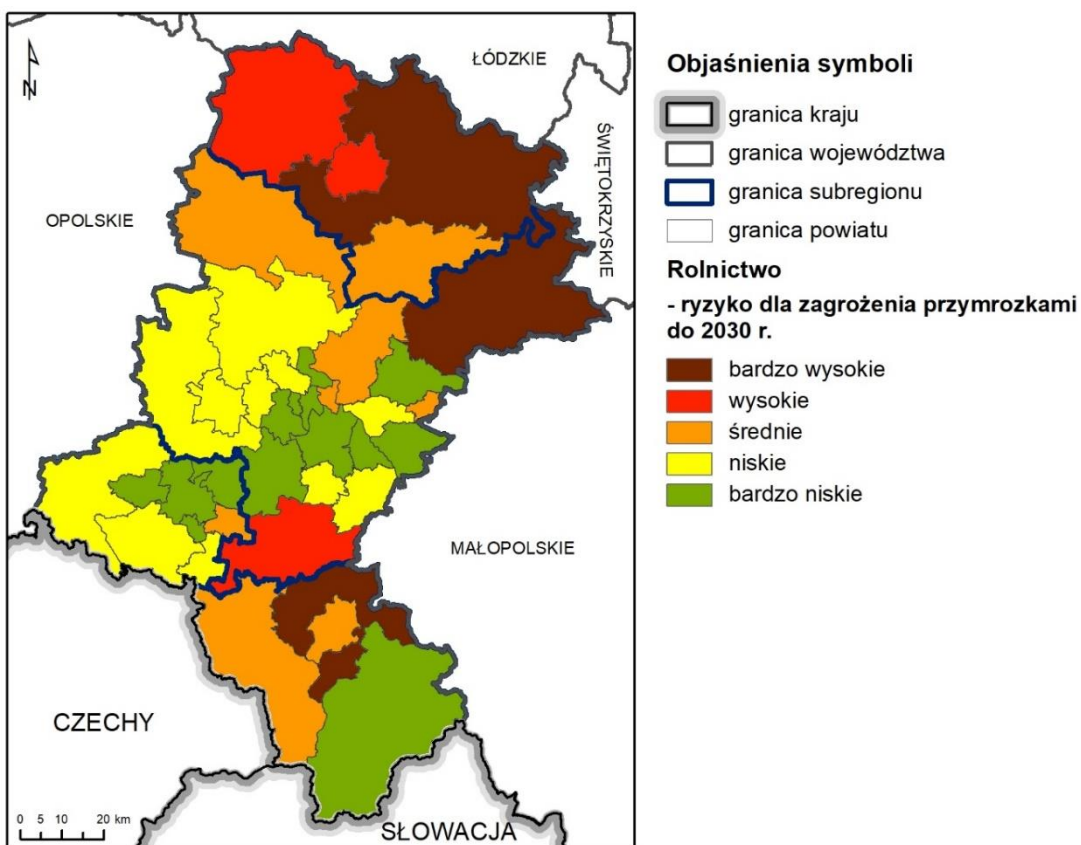 N
ŁÓDZKIE
ŚWIĘTOKRZYSKIE
OPOLSKIE
MAŁOPOLSKIE
CZECHY
SŁOWACJA
0 5 10 20 km
Objaśnienia symboli
granica kraju
granica województwa
granica subregionu
granica powiatu
Rolnictwo
- ryzyko dla zagrożenia przymrozkami
do 2030 r.
bardzo wysokie
wysokie
średnie
niskie
bardzo niskie